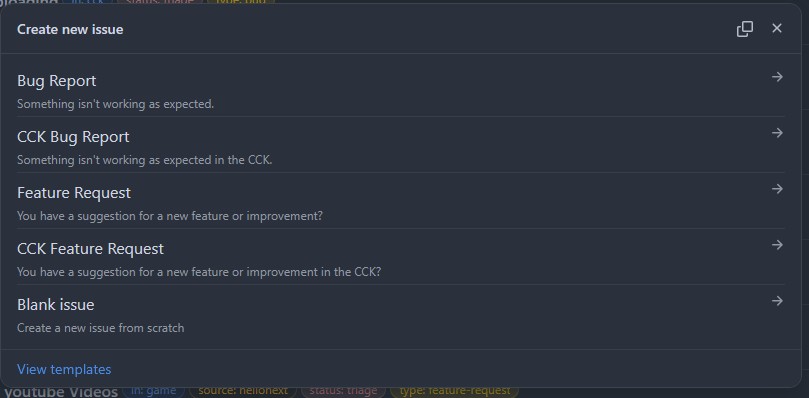 in: cck status: triage type: bug
Create new issue
Bug Report
Something isn't working as expected.
CCK Bug Report
Something isn't working as expected in the CCK.
Feature Request
You have a suggestion for a new feature or improvement?
CCK Feature Request
You have a suggestion for a new feature or improvement in the CCK?
Blank issue
Create a new issue from scratch
View templates
youtube Videos in: game source: hellonext status: triage type: feature-request